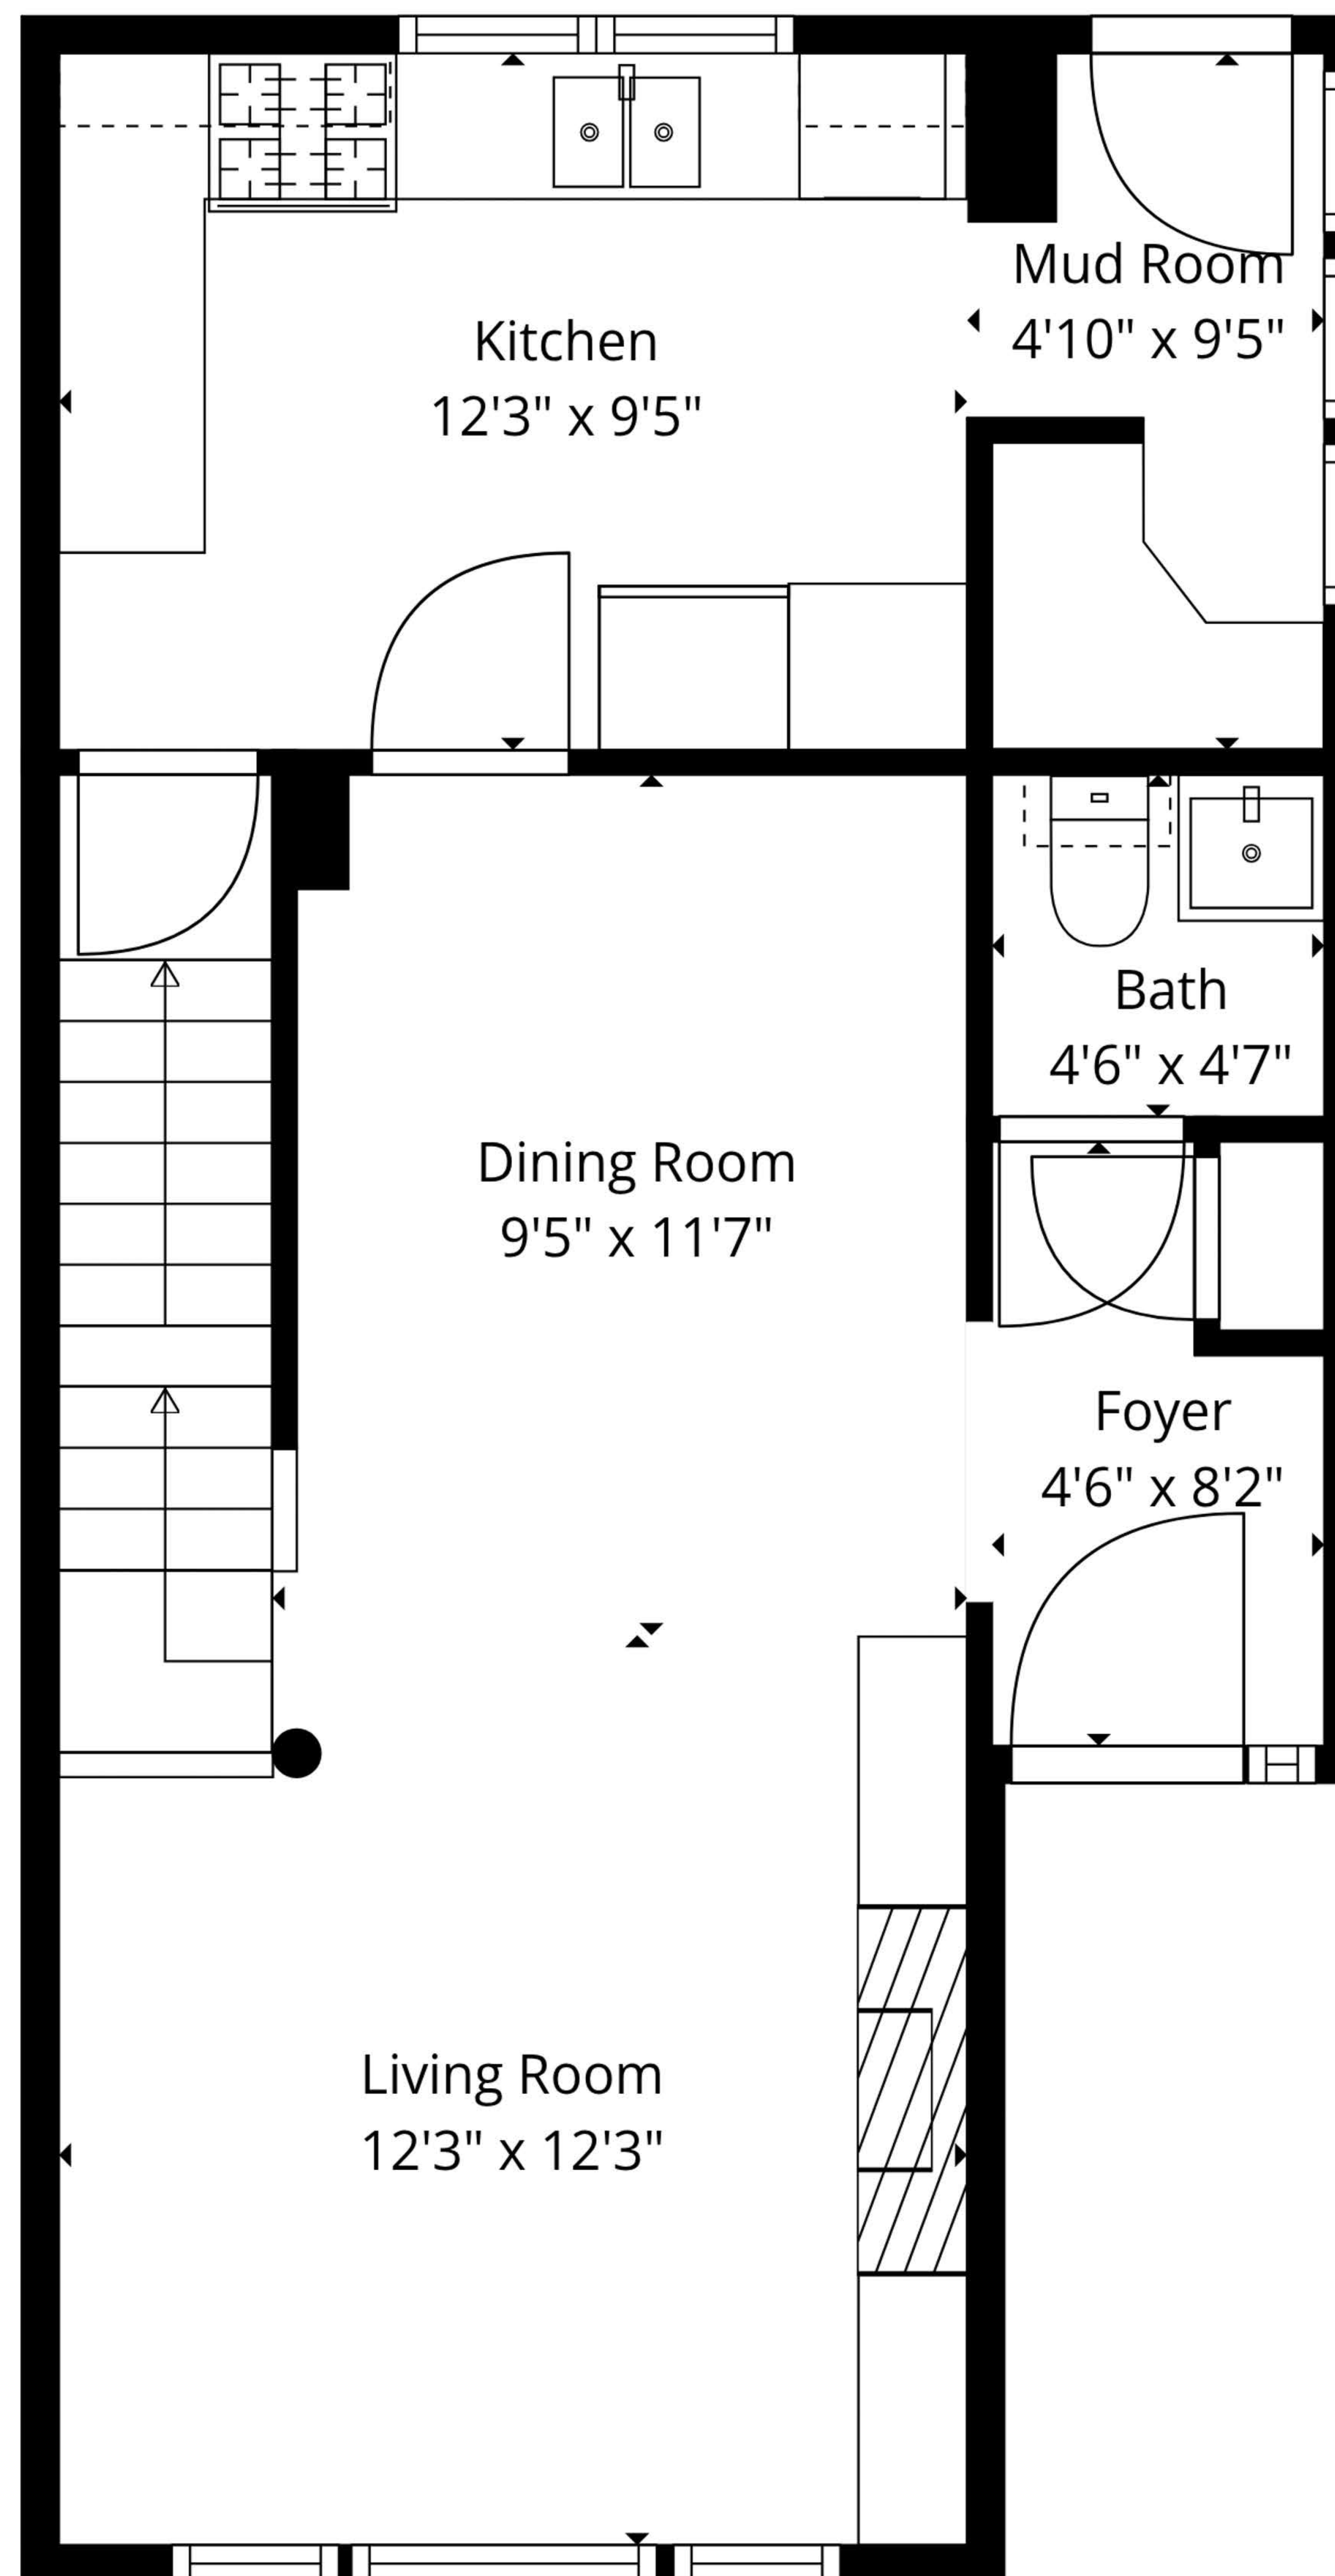 Mud Room
4'10" x 9'5"
Kitchen
12'3" x 9'5"
Bath
4'6" x 4'7"
Dining Room
9'5" x 11'7"
Foyer
4'6" x 8'2"
Living Room
12'3" x 12'3"